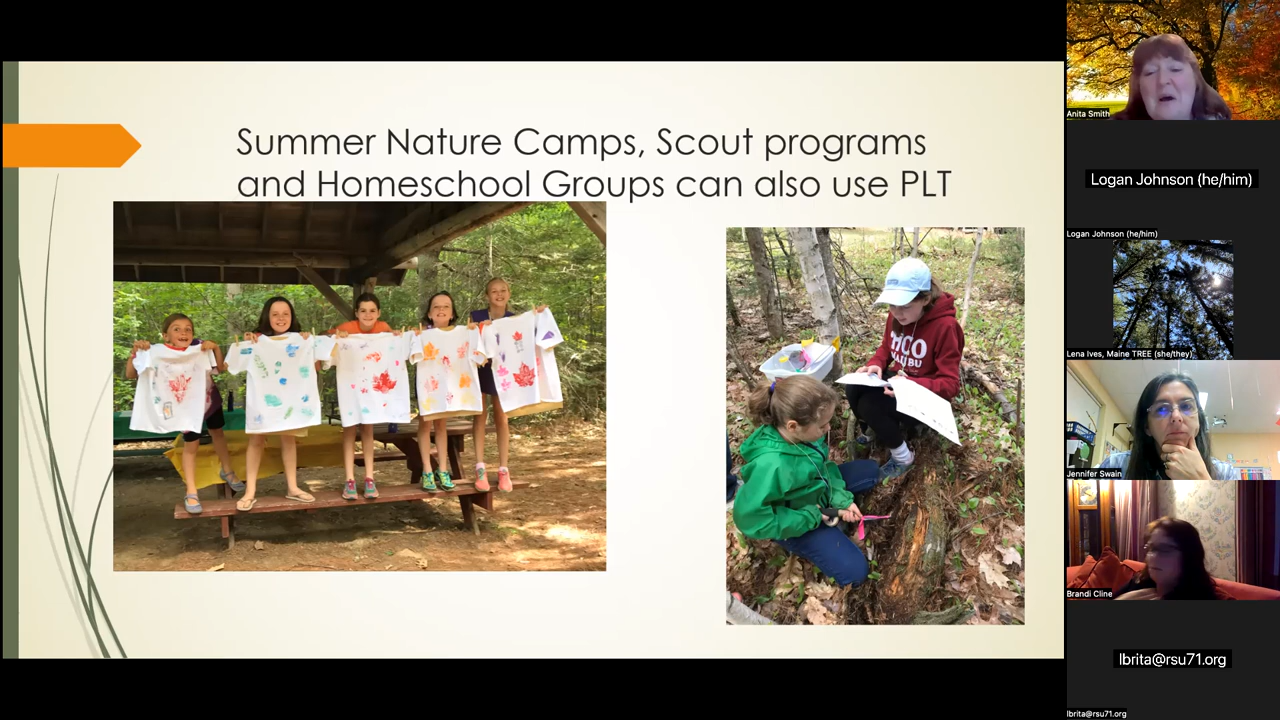 Summer Nature Camps, Scout programs
and Homeschool Groups can also use PLT
Anita Smith
Logan Johnson (he/him)
Logan Johnson (he/him)
Lena Ives, Maine TREE (she/they)
Jennifer Swain
Brandi Cline
lbrita@rsu71.org
lbrita@rsu71.org